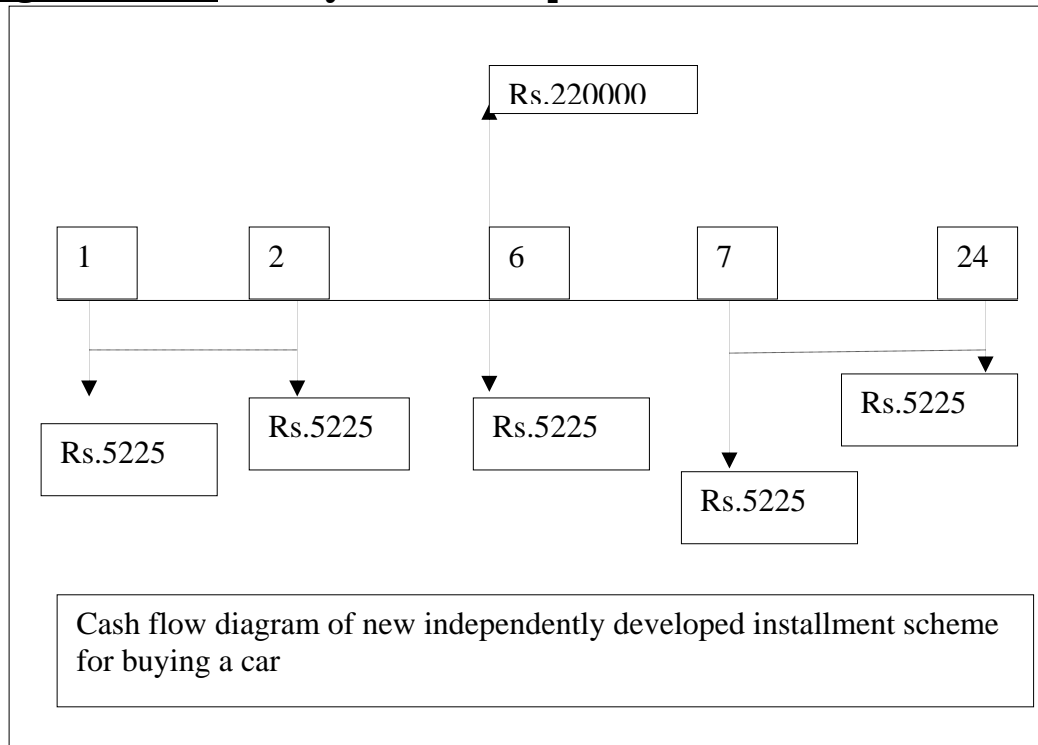 Rs.220000
1
2
6
7
24
Rs.5225
Rs.5225
Rs.5225
Rs.5225
Rs.5225
Cash flow diagram of new independently developed installment scheme
for buying a car